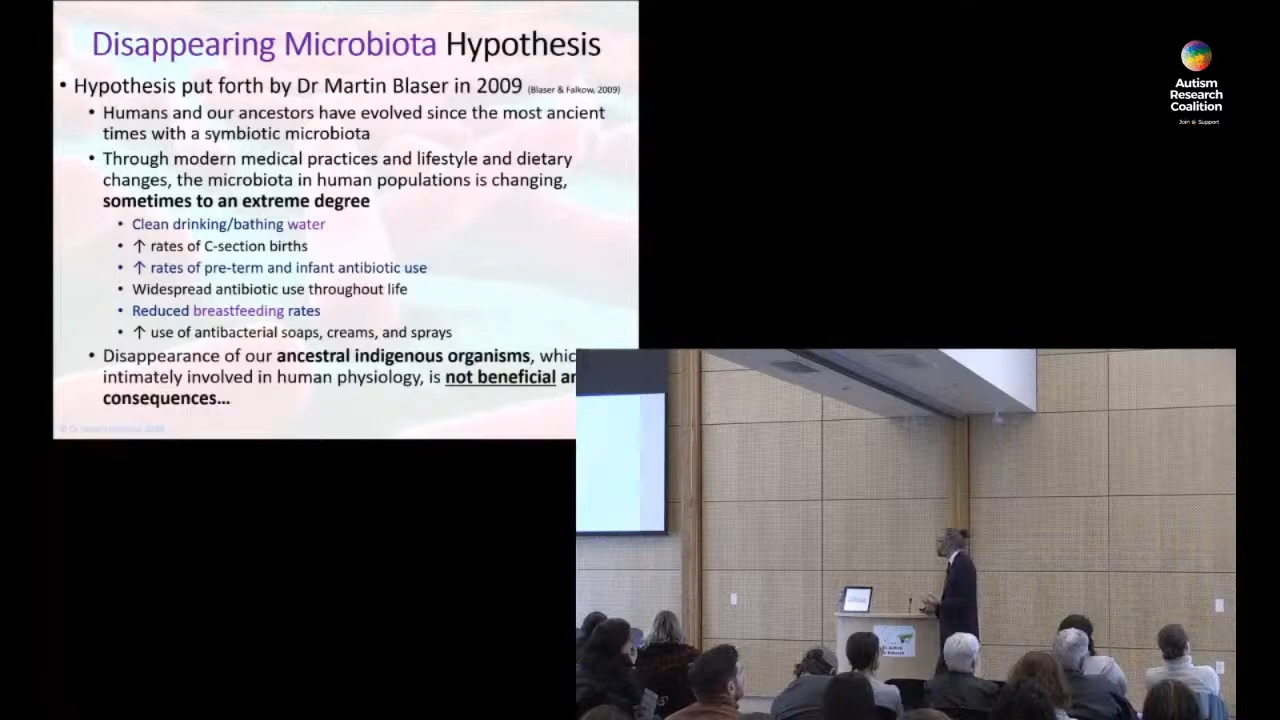 Disappearing Microbiota Hypothesis
• Hypothesis put forth by Dr Martin Blaser in 2009 (Blaser & Falkow, 2009)
• Humans and our ancestors have evolved since the most ancient
times with a symbiotic microbiota
• Through modern medical practices and lifestyle and dietary
changes, the microbiota in human populations is changing,
sometimes to an extreme degree
• Clean drinking/bathing water
• ↑ rates of C-section births
• ↑ rates of pre-term and infant antibiotic use
• Widespread antibiotic use throughout life
• Reduced breastfeeding rates
• ↑ use of antibacterial soaps, creams, and sprays
• Disappearance of our ancestral indigenous organisms,
intimately involved in human physiology, is not beneficial
consequences...
© Dr
Autism
Research
Coalition
Join & Support